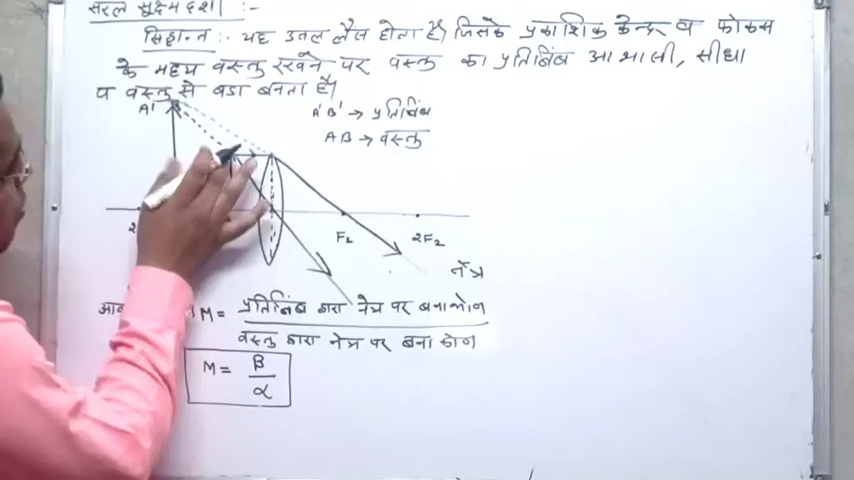 सरल सूक्ष्मदर्शी :-
सिद्धान्त :- यह उत्तल लैंस होता है। जिसके प्रकाशिक केन्द्र व फोकस
के मध्य वस्तु रखने पर वस्तु का प्रतिबिंब आभासी, सीधा
व वस्तु से बडा बनता है।
A' A'B' → प्रतिबिंब
AB → वस्तु
F₂ 2F₂
नेत्र
M = प्रतिबिंब द्वारा नेत्र पर बना कोण
वस्तु द्वारा नेत्र पर बना कोण
M = β
α